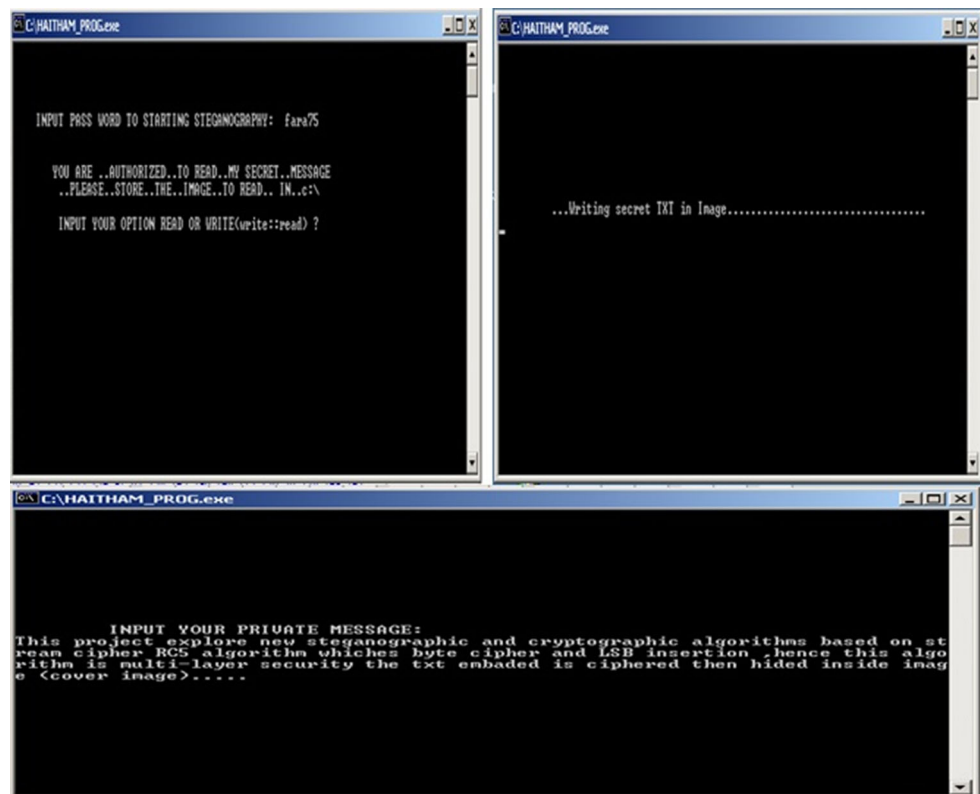 C:\HAITHAM_PROG.exe
INPUT PASS WORD TO STARTING STEGANOGRAPHY: fara75
YOU ARE ..AUTHORIZED..TO READ..MY SECRET..MESSAGE
..PLEASE..STORE..THE..IMAGE..TO READ.. IN..c:\
INPUT YOUR OPTION READ OR WRITE(write::read) ?
C:\HAITHAM_PROG.exe
...Writing secret TXT in Image..................................
C:\HAITHAM_PROG.exe
INPUT YOUR PRIVATE MESSAGE:
This project explore new steganographic and cryptographic algorithms based on st
ream cipher RC5 algorithm whiches byte cipher and LSB insertion ,hence this algo
rithm is multi-layer security the txt embaded is ciphered then hided inside imag
e (cover image).....